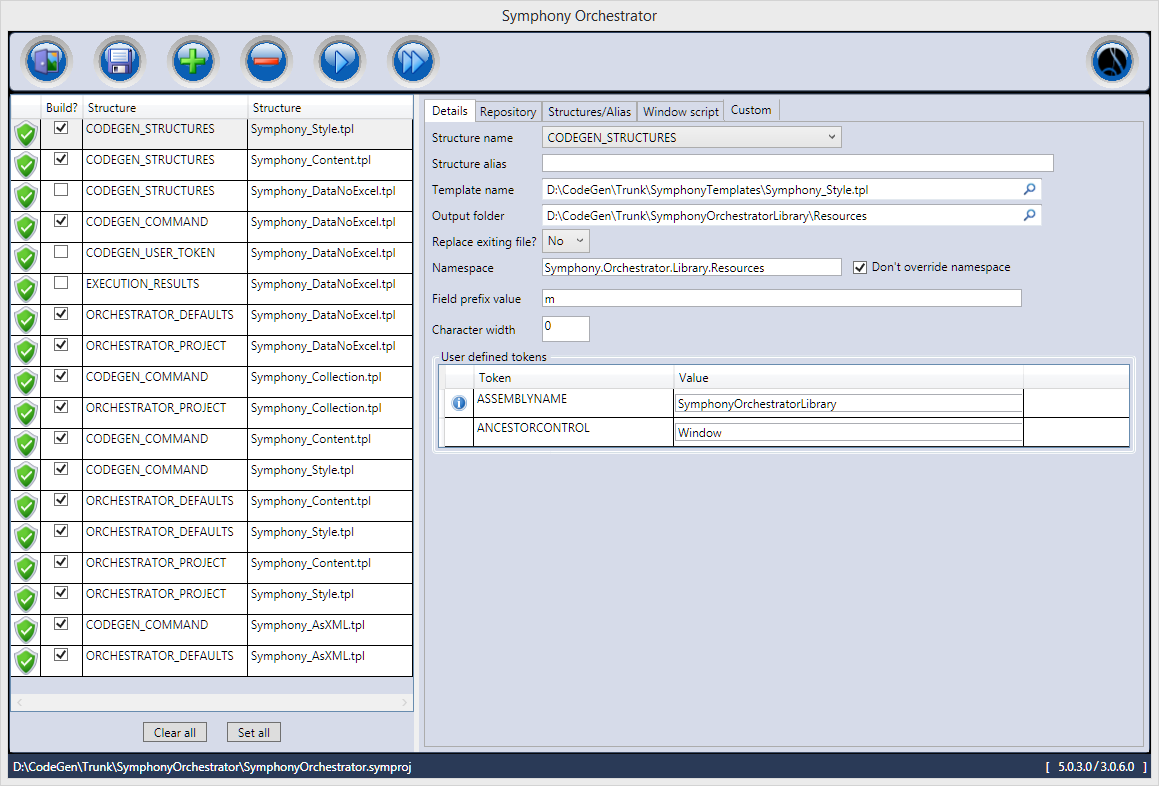 Symphony Orchestrator
Build? Structure Structure
CODEGEN_STRUCTURES Symphony_Style.tpl
CODEGEN_STRUCTURES Symphony_Content.tpl
CODEGEN_STRUCTURES Symphony_DataNoExcel.tpl
CODEGEN_COMMAND Symphony_DataNoExcel.tpl
CODEGEN_USER_TOKEN Symphony_DataNoExcel.tpl
EXECUTION_RESULTS Symphony_DataNoExcel.tpl
ORCHESTRATOR_DEFAULTS Symphony_DataNoExcel.tpl
ORCHESTRATOR_PROJECT Symphony_DataNoExcel.tpl
CODEGEN_COMMAND Symphony_Collection.tpl
ORCHESTRATOR_PROJECT Symphony_Collection.tpl
CODEGEN_COMMAND Symphony_Content.tpl
CODEGEN_COMMAND Symphony_Style.tpl
ORCHESTRATOR_DEFAULTS Symphony_Content.tpl
ORCHESTRATOR_DEFAULTS Symphony_Style.tpl
ORCHESTRATOR_PROJECT Symphony_Content.tpl
ORCHESTRATOR_PROJECT Symphony_Style.tpl
CODEGEN_COMMAND Symphony_AsXML.tpl
ORCHESTRATOR_DEFAULTS Symphony_AsXML.tpl
Clear all Set all
Details Repository Structures/Alias Window script Custom
Structure name CODEGEN_STRUCTURES
Structure alias
Template name D:\CodeGen\Trunk\SymphonyTemplates\Symphony_Style.tpl
Output folder D:\CodeGen\Trunk\SymphonyOrchestratorLibrary\Resources
Replace exiting file? No
Namespace Symphony.Orchestrator.Library.Resources Don't override namespace
Field prefix value m
Character width 0
User defined tokens
Token Value
ASSEMBLYNAME SymphonyOrchestratorLibrary
ANCESTORCONTROL Window
D:\CodeGen\Trunk\SymphonyOrchestrator\SymphonyOrchestrator.symproj [ 5.0.3.0/3.0.6.0 ]